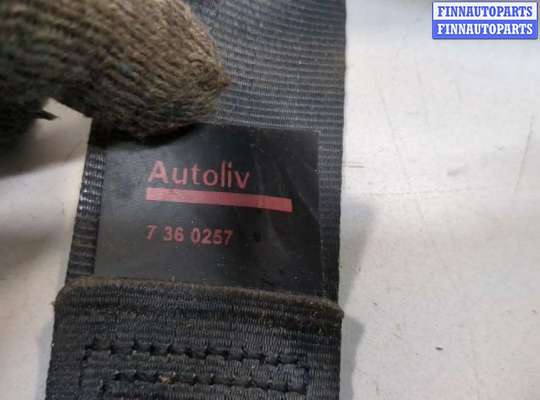 FINNAUTOPARTS
FINNAUTOPARTS
Autoliv
7 36 0257